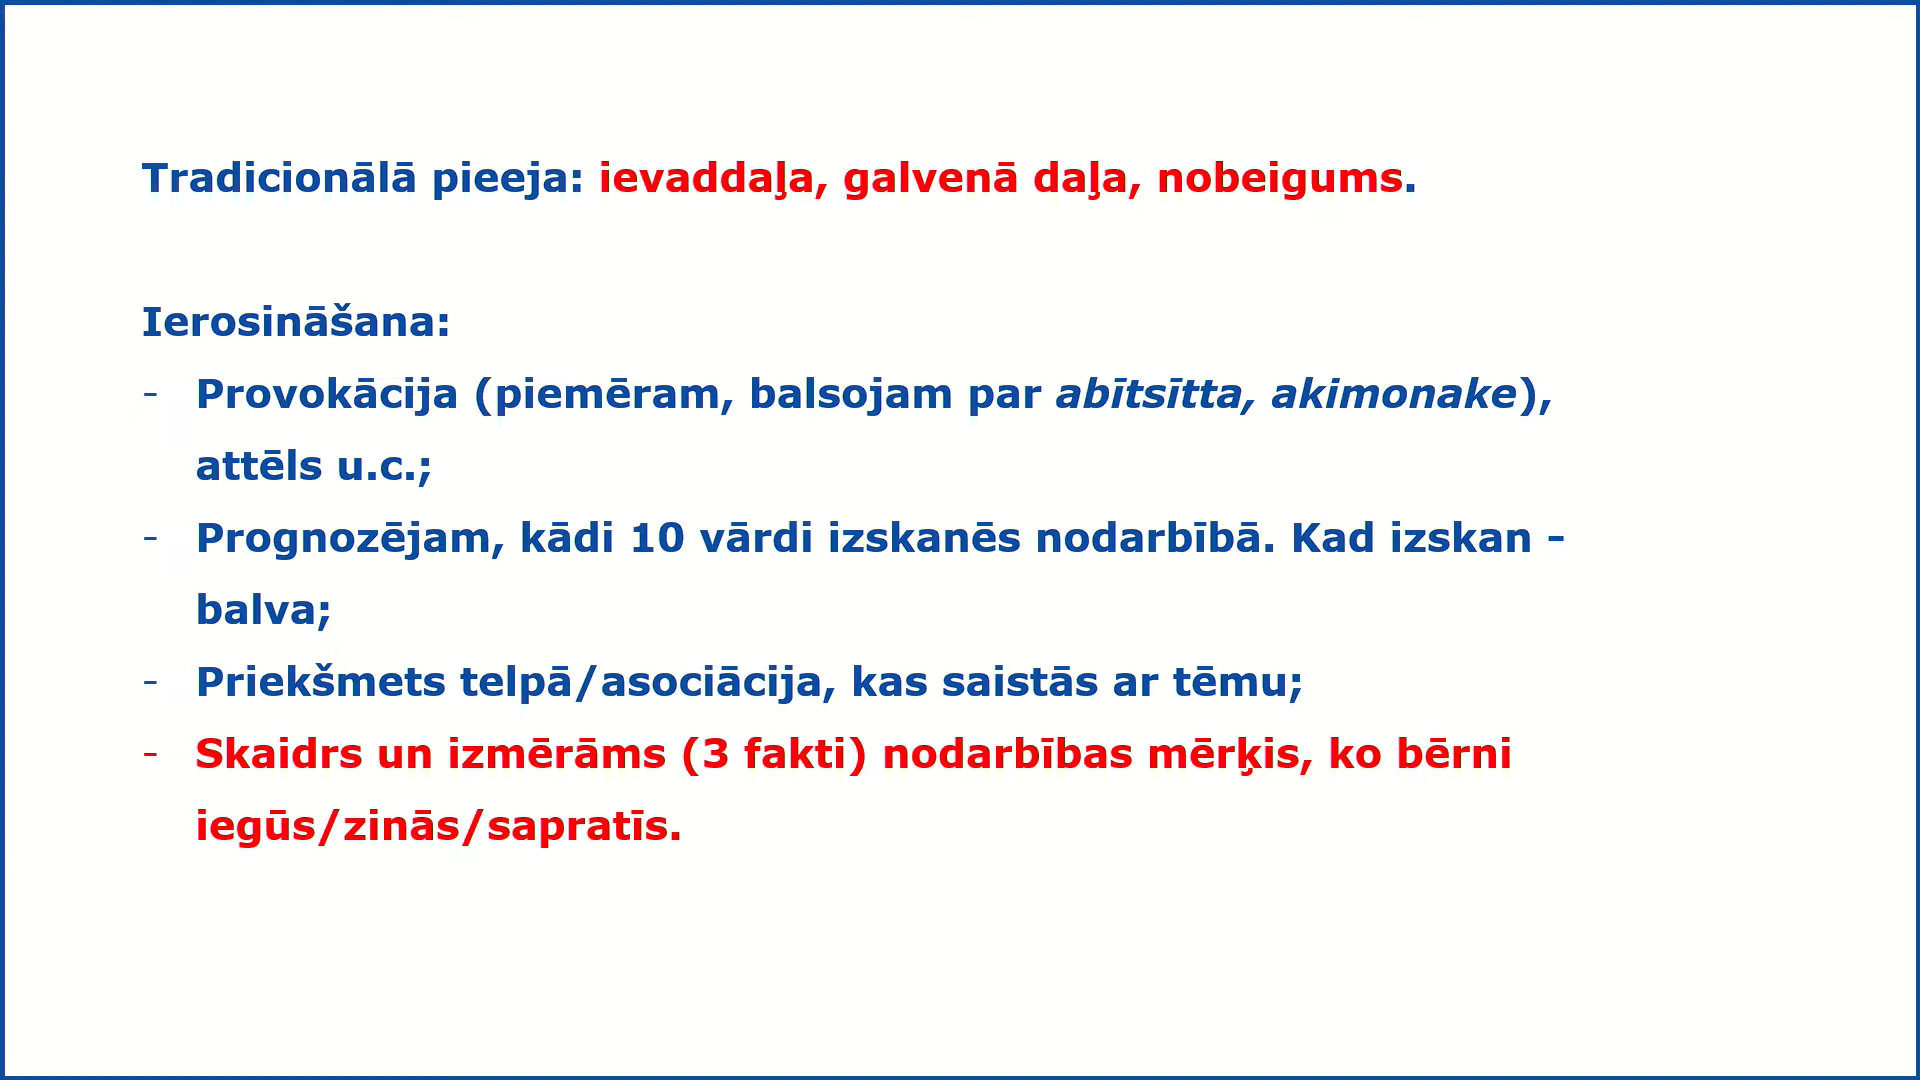 Tradicionālā pieeja: ievaddaļa, galvenā daļa, nobeigums.
Ierosināšana:
- Provokācija (piemēram, balsojam par abītsītta, akimonake),
attēls u.c.;
- Prognozējam, kādi 10 vārdi izskanēs nodarbībā. Kad izskan -
balva;
- Priekšmets telpā/asociācija, kas saistās ar tēmu;
- Skaidrs un izmērāms (3 fakti) nodarbības mērķis, ko bērni
iegūs/zinās/sapratīs.